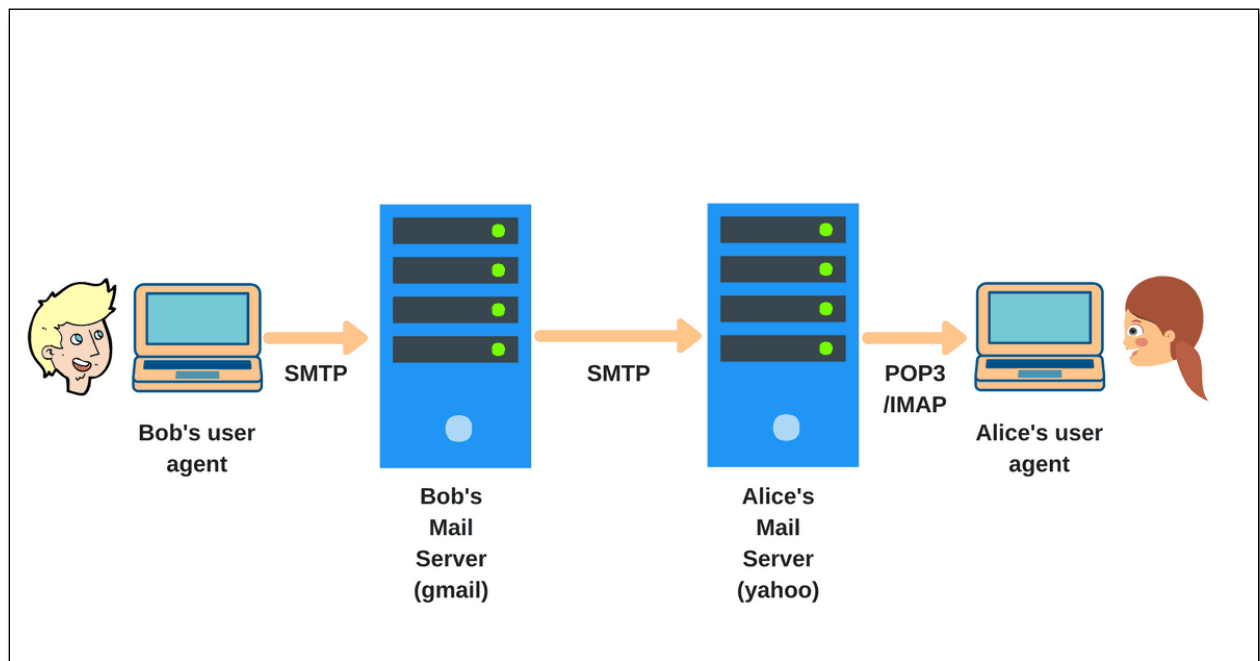 SMTP
SMTP
POP3
/IMAP
Bob's user
agent
Alice's user
agent
Bob's
Mail
Server
(gmail)
Alice's
Mail
Server
(yahoo)